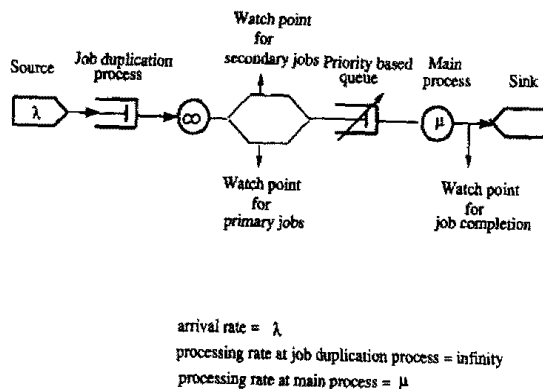 Watch point
for
secondary jobs
Source
Job duplication
process
Priority based
queue
Main
process
Sink
λ
∞
μ
Watch point
for
primary jobs
Watch point
for
job completion
arrival rate = λ
processing rate at job duplication process = infinity
processing rate at main process = μ